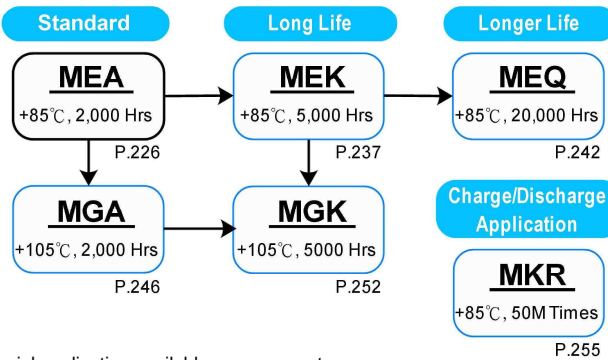 Standard
Long Life
Longer Life
MEA
+85℃, 2,000 Hrs
P.226
MEK
+85℃, 5,000 Hrs
P.237
MEQ
+85℃, 20,000 Hrs
P.242
MGA
+105℃, 2,000 Hrs
P.246
MGK
+105℃, 5000 Hrs
P.252
Charge/Discharge
Application
MKR
+85℃, 50M Times
P.255